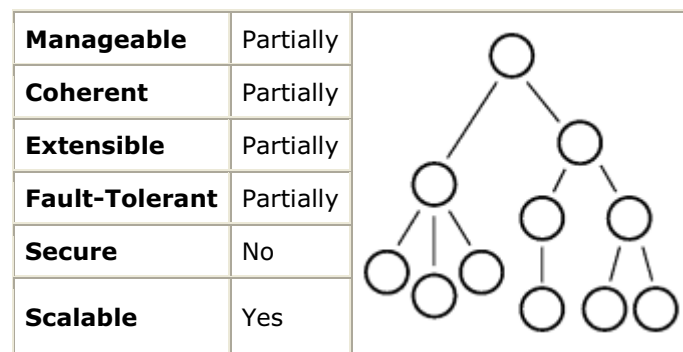 Manageable Partially
Coherent Partially
Extensible Partially
Fault-Tolerant Partially
Secure No
Scalable Yes